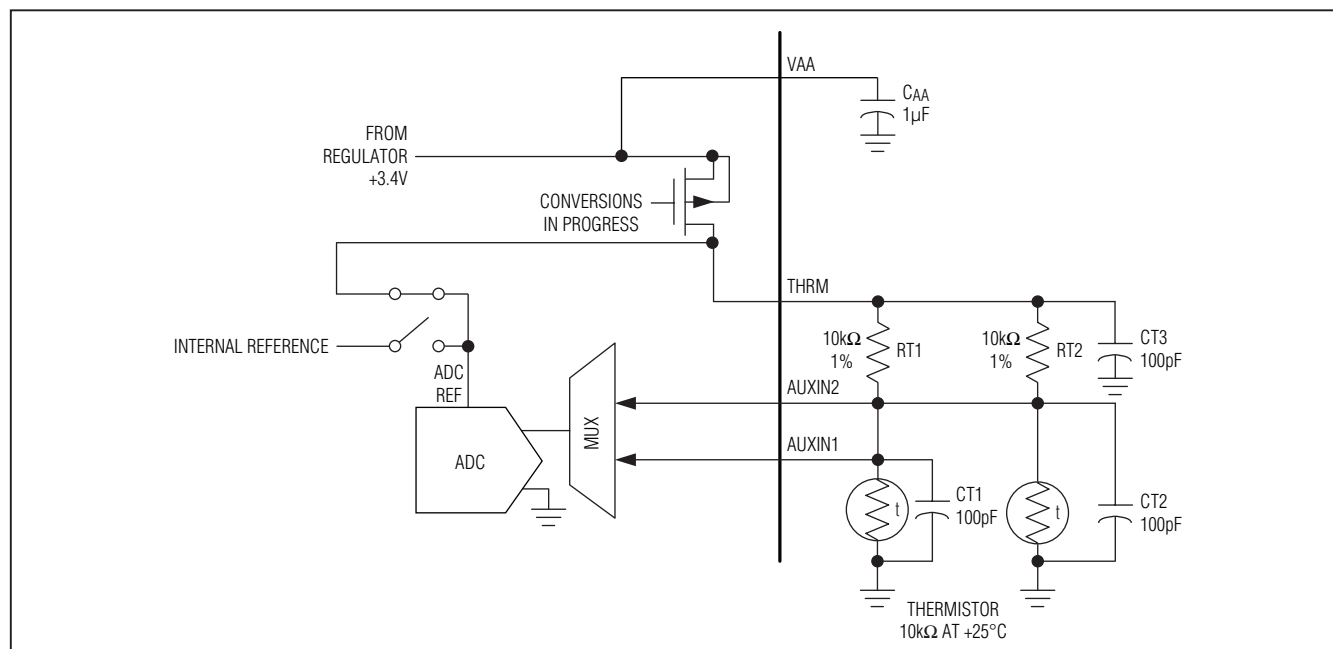 VAA
CAA
1µF
FROM
REGULATOR
+3.4V
CONVERSIONS
IN PROGRESS
THRM
10kΩ
1%
RT1
10kΩ
1%
RT2
CT3
100pF
INTERNAL REFERENCE
ADC
REF
AUXIN2
MUX
AUXIN1
ADC
t
CT1
100pF
t
CT2
100pF
THERMISTOR
10kΩ AT +25°C